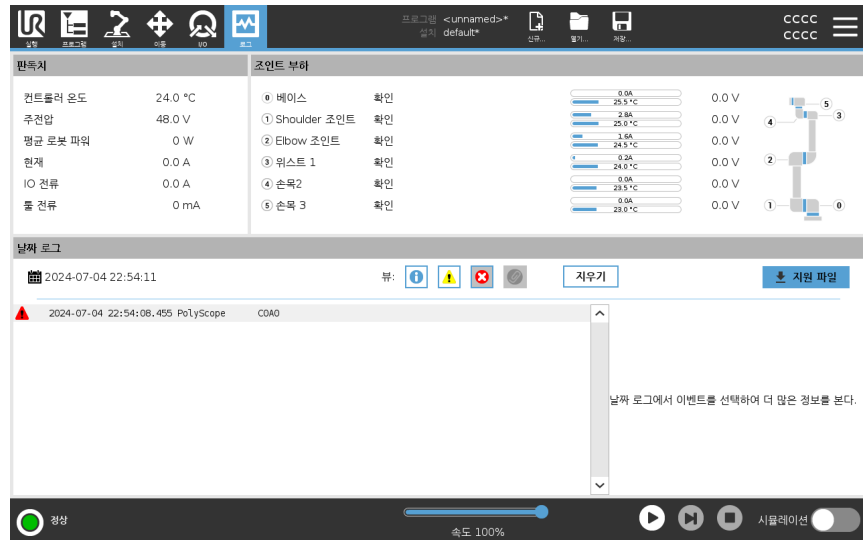 UR
실행
프로그램
설치
이동
I/O
로그
프로그램 <unnamed>*
설치 default*
신규...
열기...
저장...
CCCC
CCCC
판독치
조인트 부하
컨트롤러 온도 24.0 °C
주전압 48.0 V
평균 로봇 파워 0 W
현재 0.0 A
IO 전류 0.0 A
툴 전류 0 mA
0 베이스 확인 0.0A 25.5 °C 0.0 V
1 Shoulder 조인트 확인 2.8A 25.0 °C 0.0 V
2 Elbow 조인트 확인 1.6A 24.5 °C 0.0 V
3 위스트 1 확인 0.2A 24.0 °C 0.0 V
4 손목2 확인 0.0A 23.5 °C 0.0 V
5 손목 3 확인 0.0A 23.0 °C 0.0 V
5
4 3
2
1 0
날짜 로그
2024-07-04 22:54:11 뷰: 지우기 지원 파일
2024-07-04 22:54:08.455 PolyScope C0A0
날짜 로그에서 이벤트를 선택하여 더 많은 정보를 본다.
정상
속도 100%
시뮬레이션